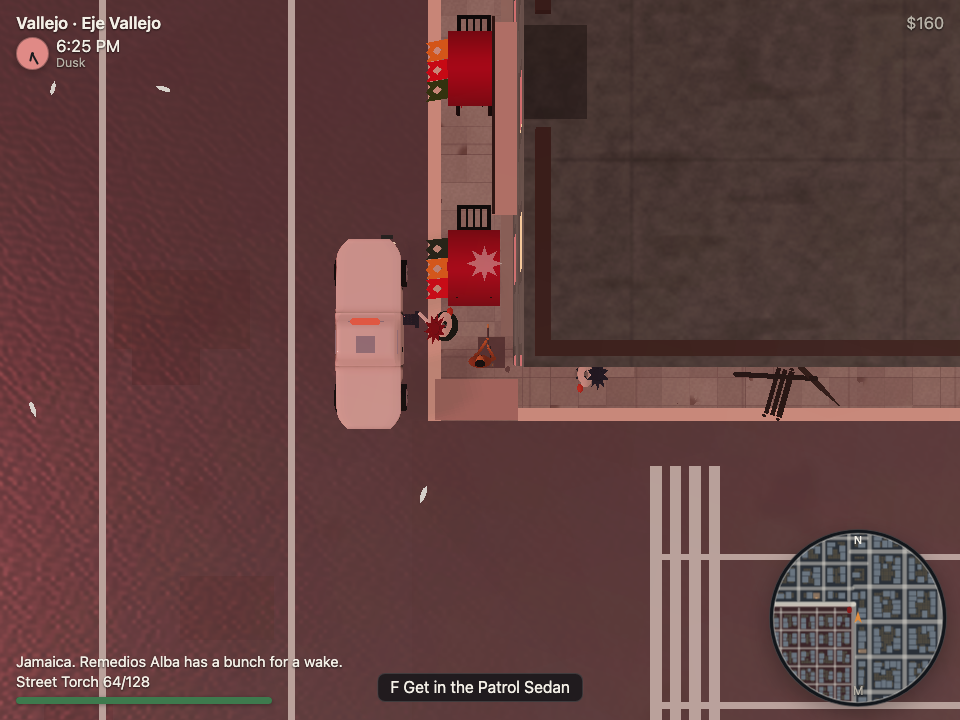 Vallejo · Eje Vallejo
$160
6:25 PM
Dusk
N
M
Jamaica. Remedios Alba has a bunch for a wake.
Street Torch 64/128
F Get in the Patrol Sedan